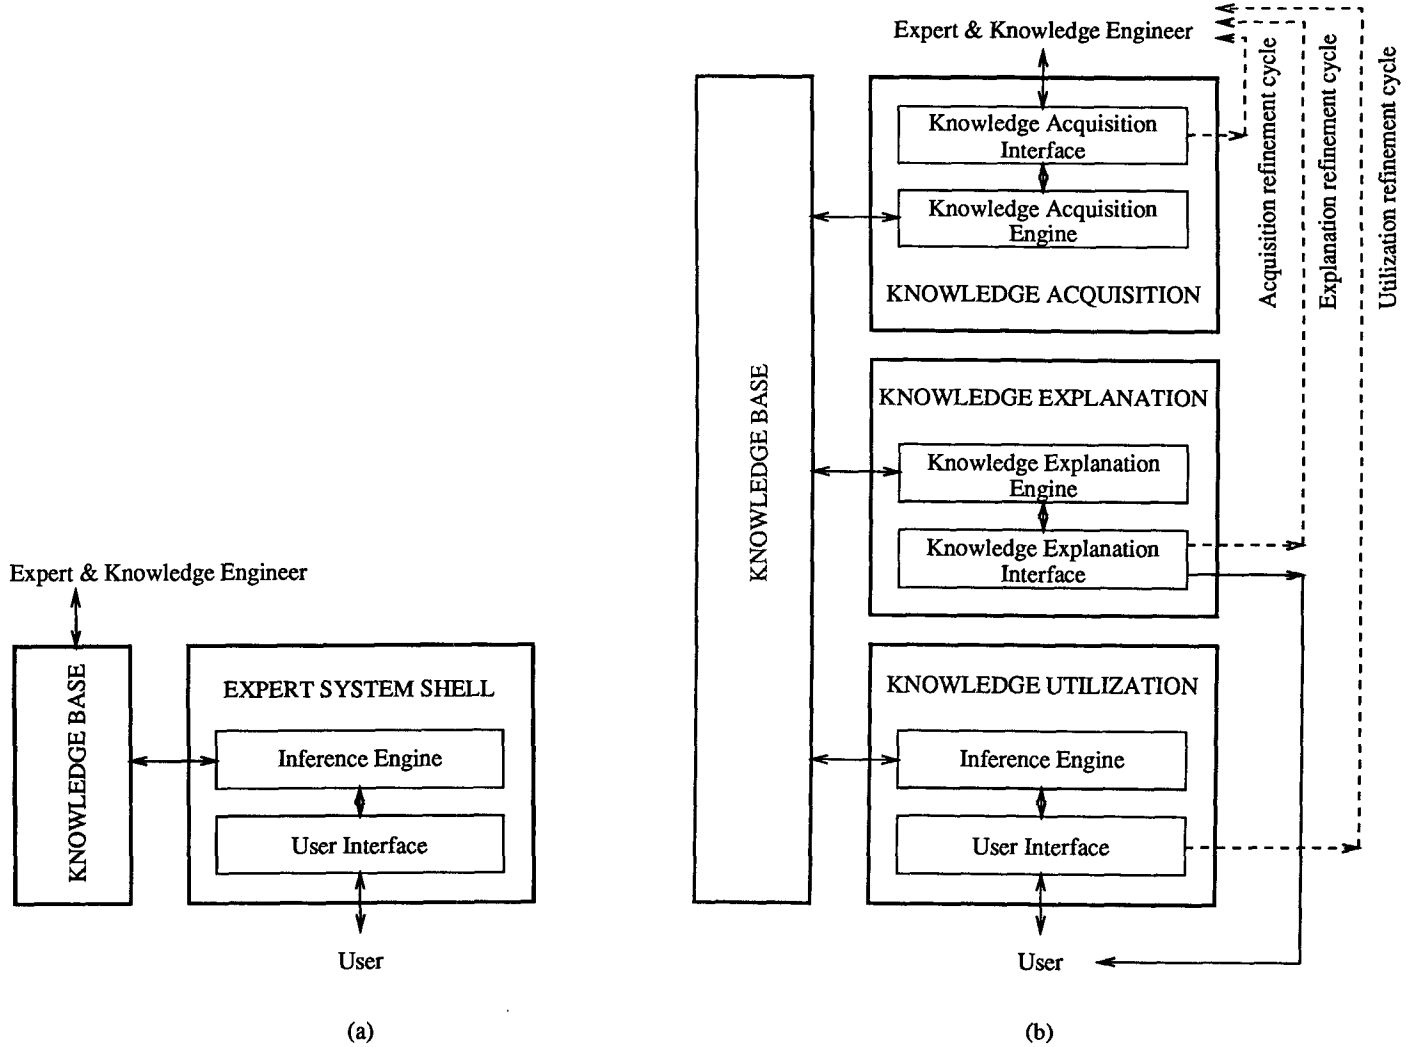 Expert & Knowledge Engineer
KNOWLEDGE BASE
EXPERT SYSTEM SHELL
Inference Engine
User Interface
User
(a)
Expert & Knowledge Engineer
KNOWLEDGE BASE
Knowledge Acquisition
Interface
Knowledge Acquisition
Engine
KNOWLEDGE ACQUISITION
KNOWLEDGE EXPLANATION
Knowledge Explanation
Engine
Knowledge Explanation
Interface
KNOWLEDGE UTILIZATION
Inference Engine
User Interface
User
Acquisition refinement cycle
Explanation refinement cycle
Utilization refinement cycle
(b)